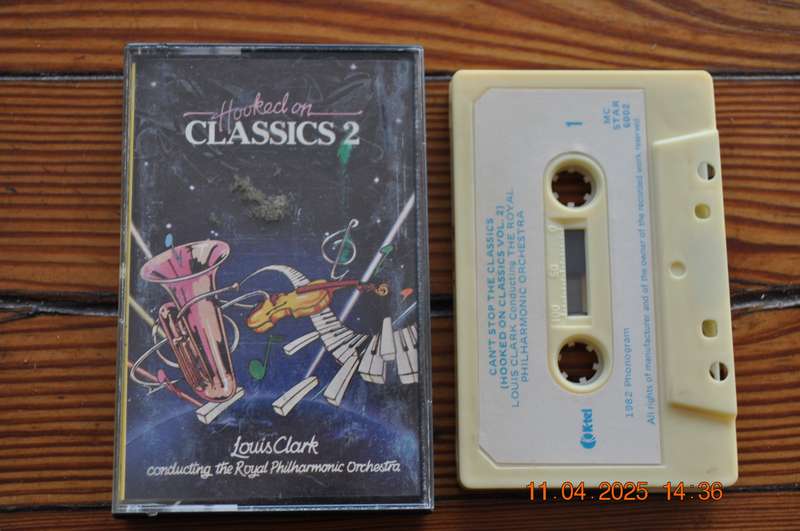 Hooked on
CLASSICS 2
Louis Clark
conducting the Royal Philharmonic Orchestra
1
MC
STAR
6002
CAN'T STOP THE CLASSICS
(HOOKED ON CLASSICS VOL. 2)
LOUIS CLARK Conducting THE ROYAL
PHILHARMONIC ORCHESTRA
100 50 0
1982 Phonogram
All rights of manufacturer and of the owner of the recorded work reserved
K-tel
11.04.2025 14:36